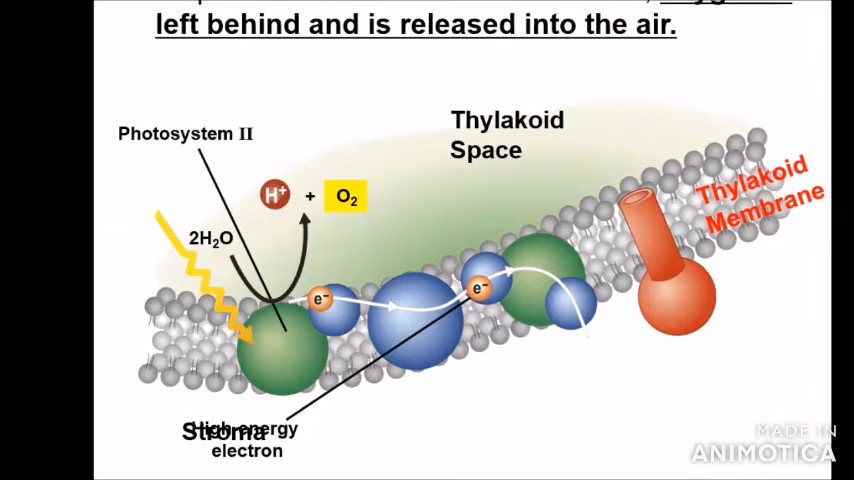 left behind and is released into the air.
Thylakoid
Space
Photosystem II
Thylakoid
Membrane
H+ + O₂
2H₂O
e⁻
e⁻
Stroma
High-energy
electron
MADE IN
ANIMOTICA